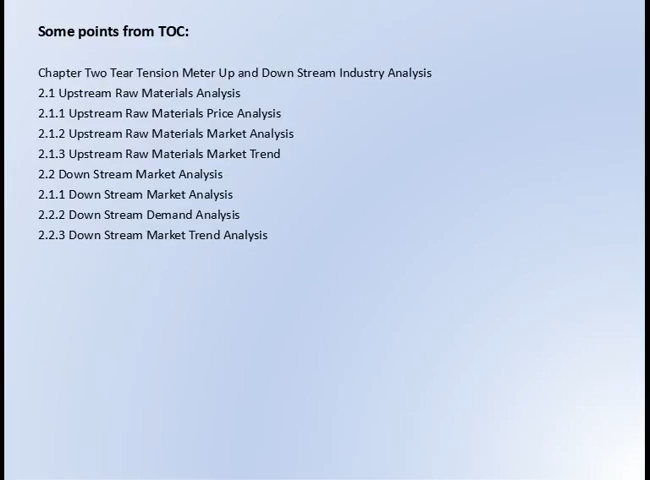 Some points from TOC:
Chapter Two Tear Tension Meter Up and Down Stream Industry Analysis
2.1 Upstream Raw Materials Analysis
2.1.1 Upstream Raw Materials Price Analysis
2.1.2 Upstream Raw Materials Market Analysis
2.1.3 Upstream Raw Materials Market Trend
2.2 Down Stream Market Analysis
2.1.1 Down Stream Market Analysis
2.2.2 Down Stream Demand Analysis
2.2.3 Down Stream Market Trend Analysis